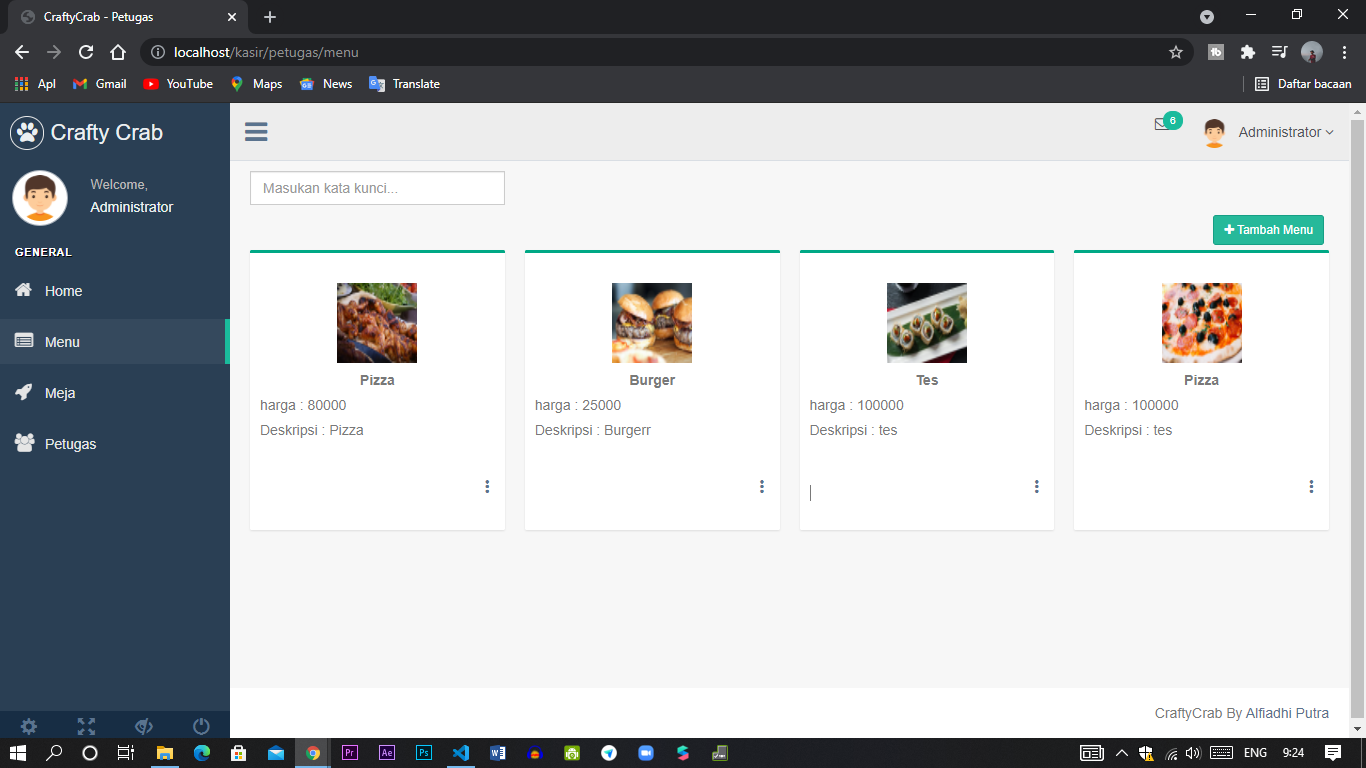 CraftyCrab - Petugas
localhost/kasir/petugas/menu
Apl Gmail YouTube Maps News Translate Daftar bacaan
Crafty Crab
6 Administrator
Welcome,
Administrator
GENERAL
Home
Menu
Meja
Petugas
Masukan kata kunci...
Tambah Menu
Pizza
harga : 80000
Deskripsi : Pizza
Burger
harga : 25000
Deskripsi : Burgerr
Tes
harga : 100000
Deskripsi : tes
Pizza
harga : 100000
Deskripsi : tes
CraftyCrab By Alfiadhi Putra
Pr Ae Ps W
ENG 9:24